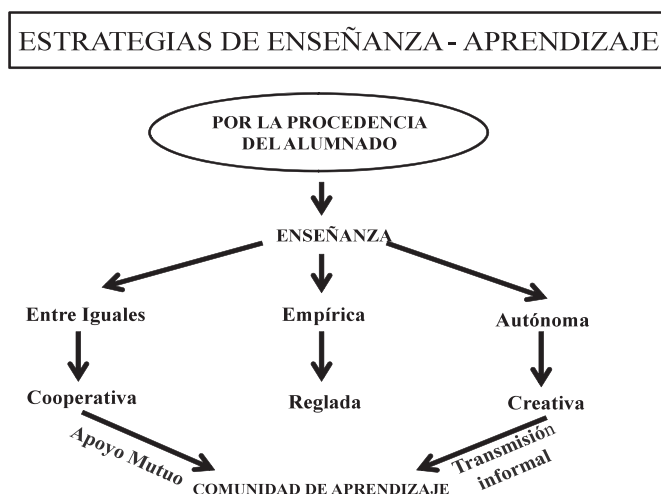 ESTRATEGIAS DE ENSEÑANZA - APRENDIZAJE
POR LA PROCEDENCIA
DEL ALUMNADO
ENSEÑANZA
Entre Iguales
Empírica
Autónoma
Cooperativa
Reglada
Creativa
Apoyo Mutuo
Transmisión
informal
COMUNIDAD DE APRENDIZAJE